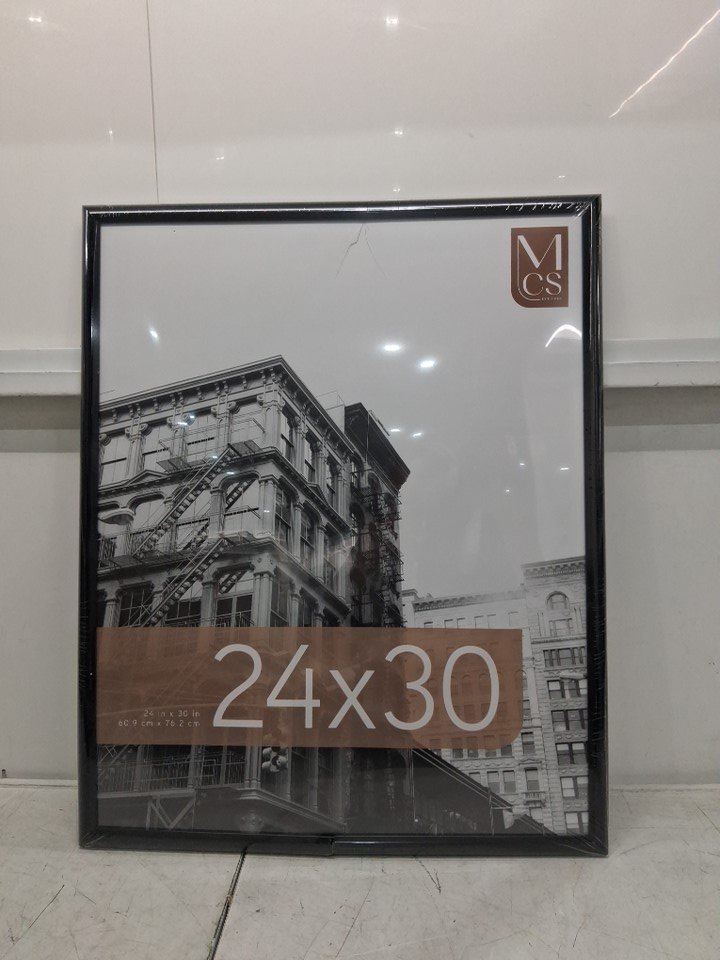 M
CS
24x30
24 in x 30 in
60.9 cm x 76.2 cm